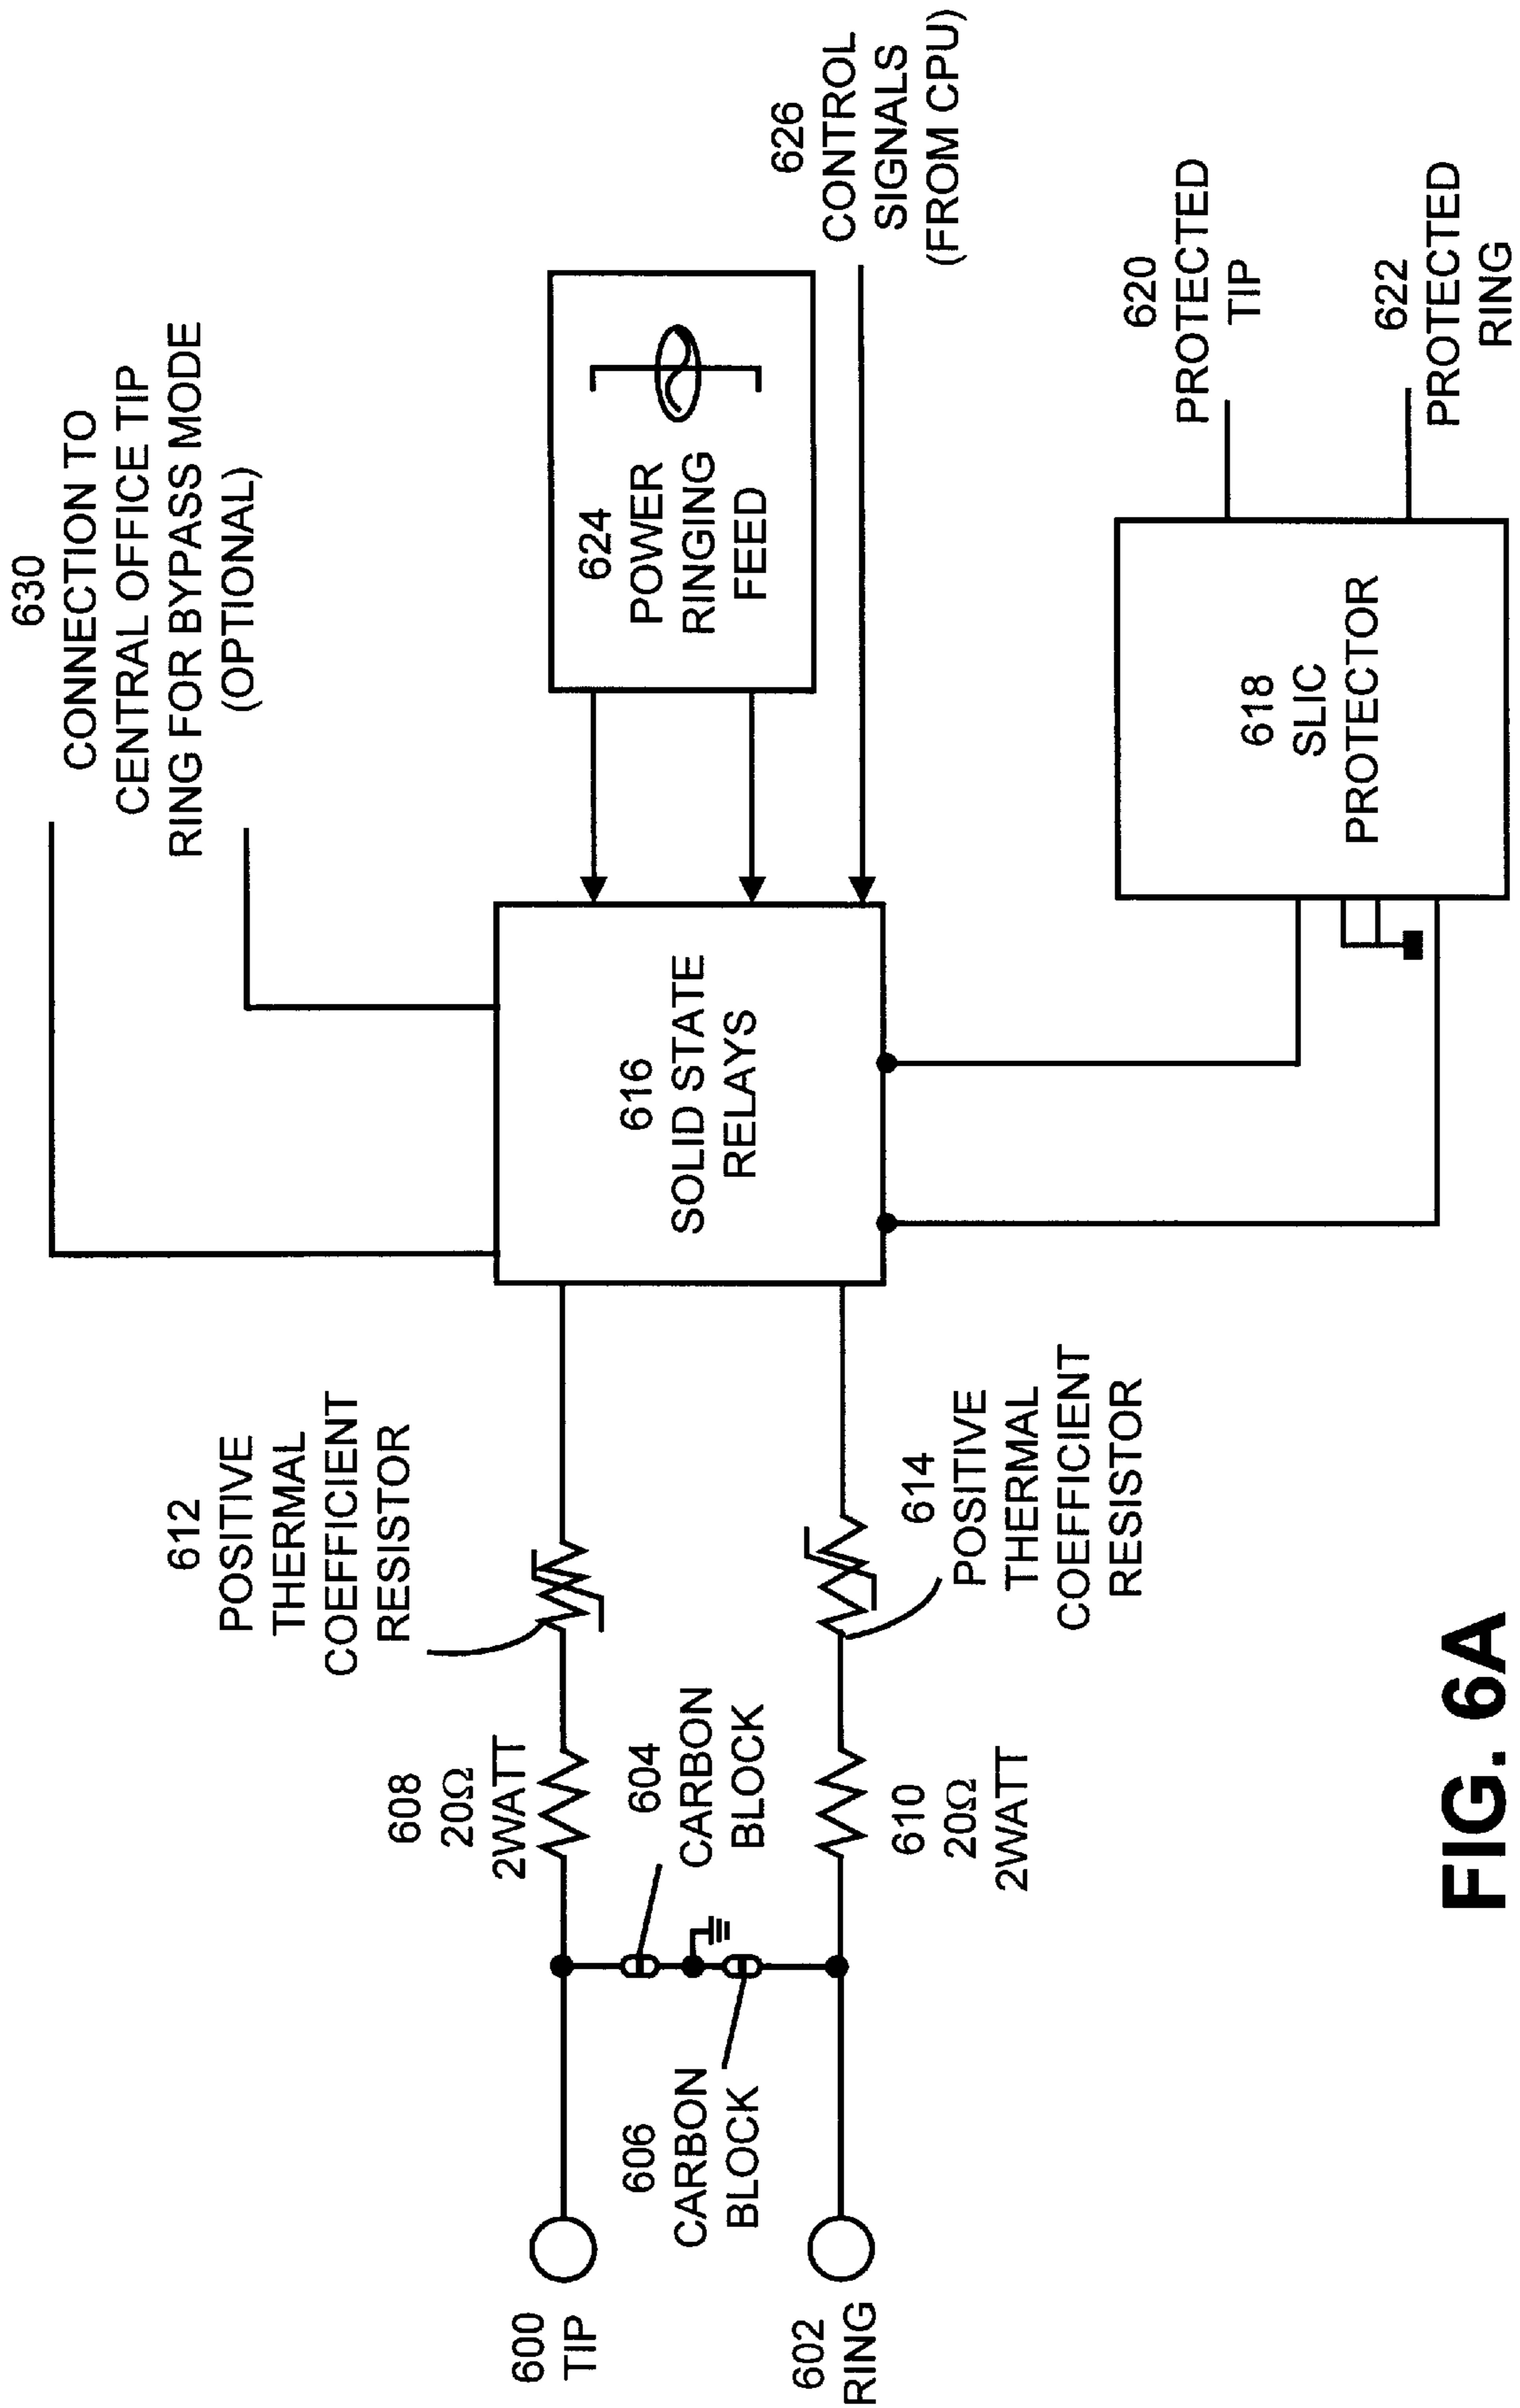 630
CONNECTION TO
CENTRAL OFFICE TIP
RING FOR BYPASS MODE
(OPTIONAL)
612
POSITIVE
THERMAL
COEFFICIENT
RESISTOR
624
POWER
RINGING
FEED
608
20Ω
2WATT
600
TIP
616
SOLID STATE
RELAYS
626
CONTROL
SIGNALS
(FROM CPU)
604
CARBON
BLOCK
606
CARBON
BLOCK
602
RING
610
20Ω
2WATT
614
POSITIVE
THERMAL
COEFFICIENT
RESISTOR
620
PROTECTED
TIP
618
SLIC
PROTECTOR
622
PROTECTED
RING
FIG. 6A